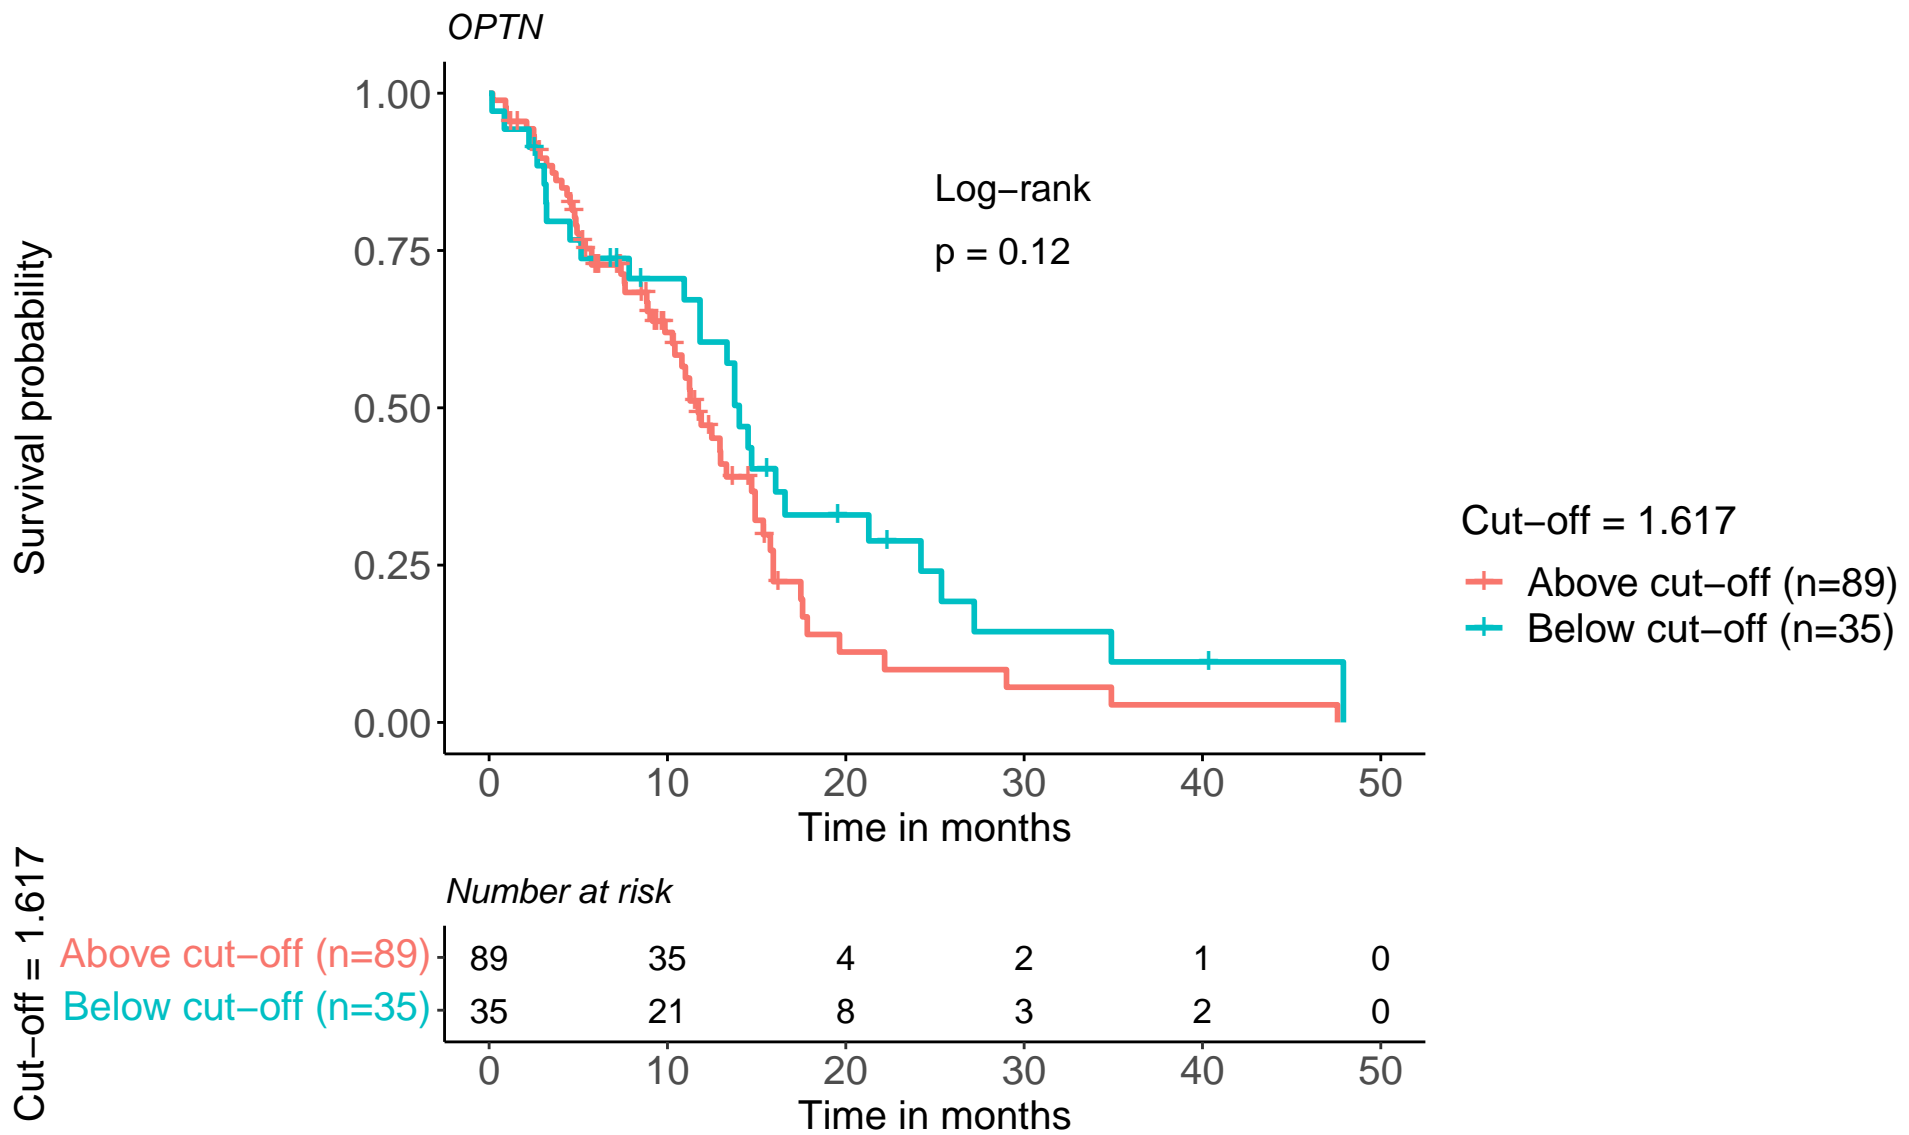 OPTN
1.00
0.75
0.50
0.25
0.00
Survival probability
Log−rank
p = 0.12
0 10 20 30 40 50
Time in months
Cut−off = 1.617
Above cut−off (n=89)
Below cut−off (n=35)
Number at risk
Cut−off = 1.617
Above cut−off (n=89) 89 35 4 2 1 0
Below cut−off (n=35) 35 21 8 3 2 0
0 10 20 30 40 50
Time in months